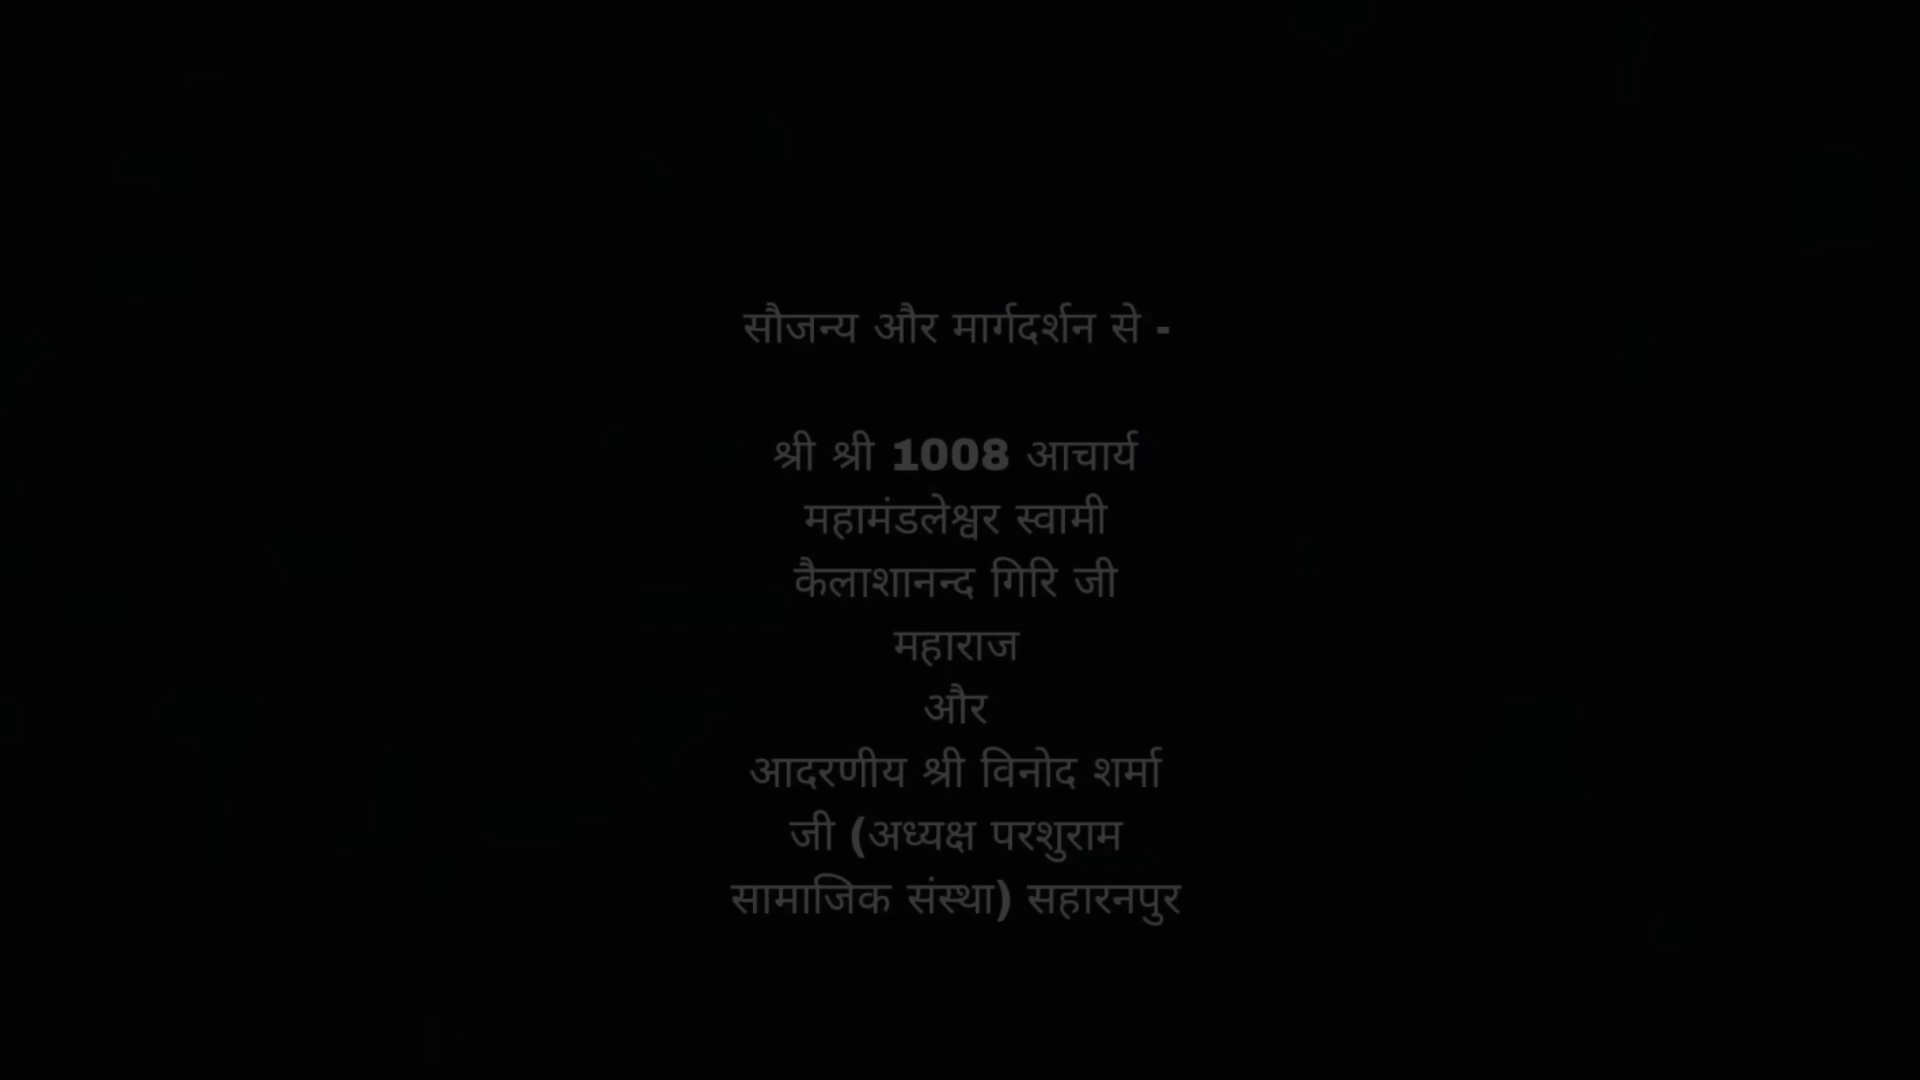 सौजन्य और मार्गदर्शन से -
श्री श्री 1008 आचार्य
महामंडलेश्वर स्वामी
कैलाशानन्द गिरि जी
महाराज
और
आदरणीय श्री विनोद शर्मा
जी (अध्यक्ष परशुराम
सामाजिक संस्था) सहारनपुर